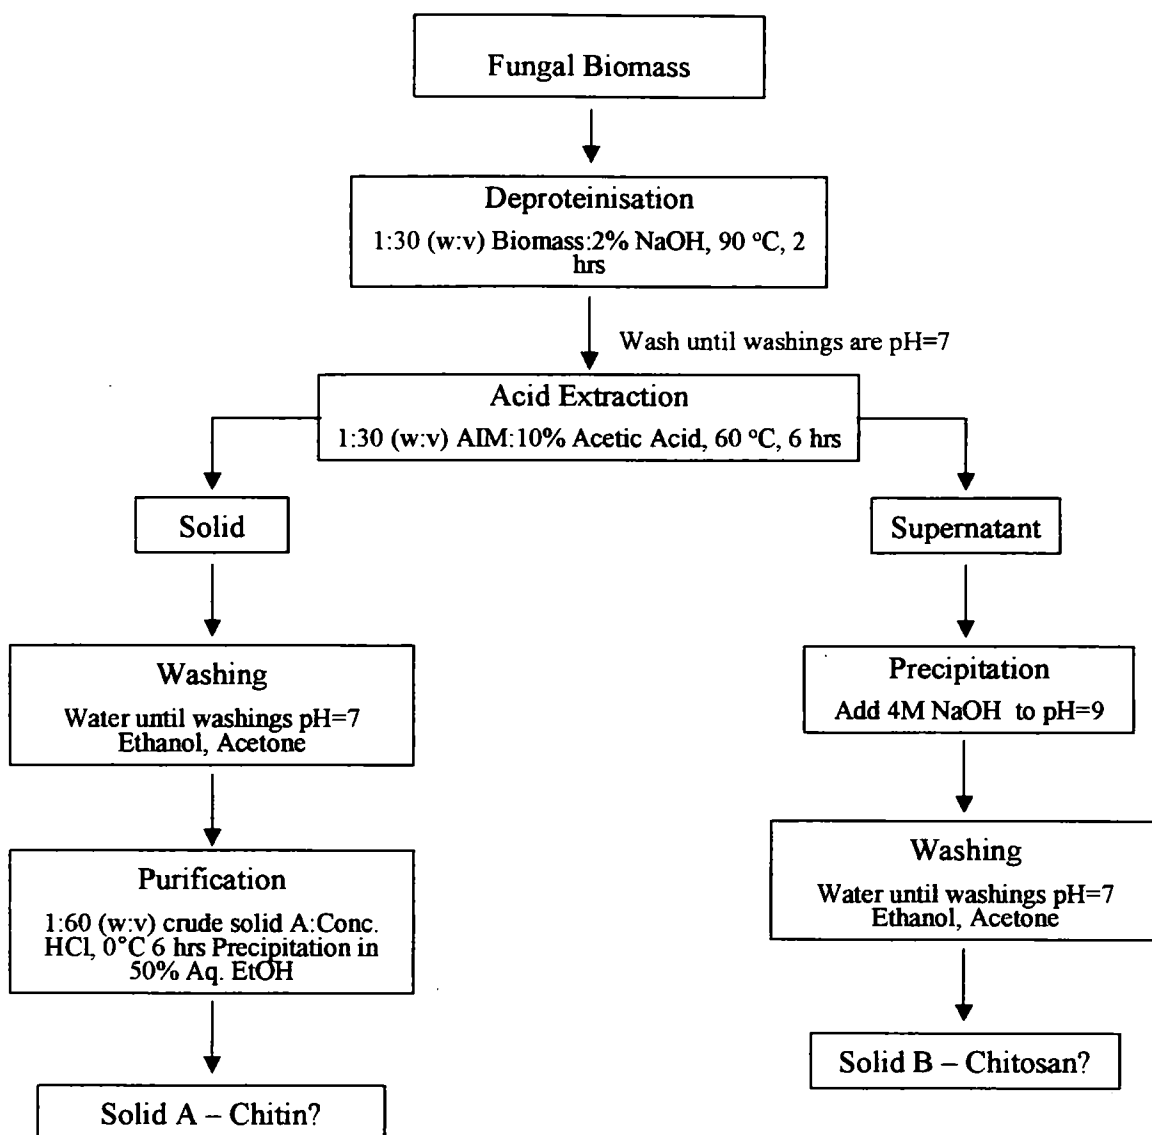 Fungal Biomass
Deproteinisation
1:30 (w:v) Biomass:2% NaOH, 90 °C, 2
hrs
Wash until washings are pH=7
Acid Extraction
1:30 (w:v) AIM:10% Acetic Acid, 60 °C, 6 hrs
Solid
Supernatant
Washing
Water until washings pH=7
Ethanol, Acetone
Precipitation
Add 4M NaOH to pH=9
Purification
1:60 (w:v) crude solid A:Conc.
HCl, 0°C 6 hrs Precipitation in
50% Aq. EtOH
Washing
Water until washings pH=7
Ethanol, Acetone
Solid A – Chitin?
Solid B – Chitosan?